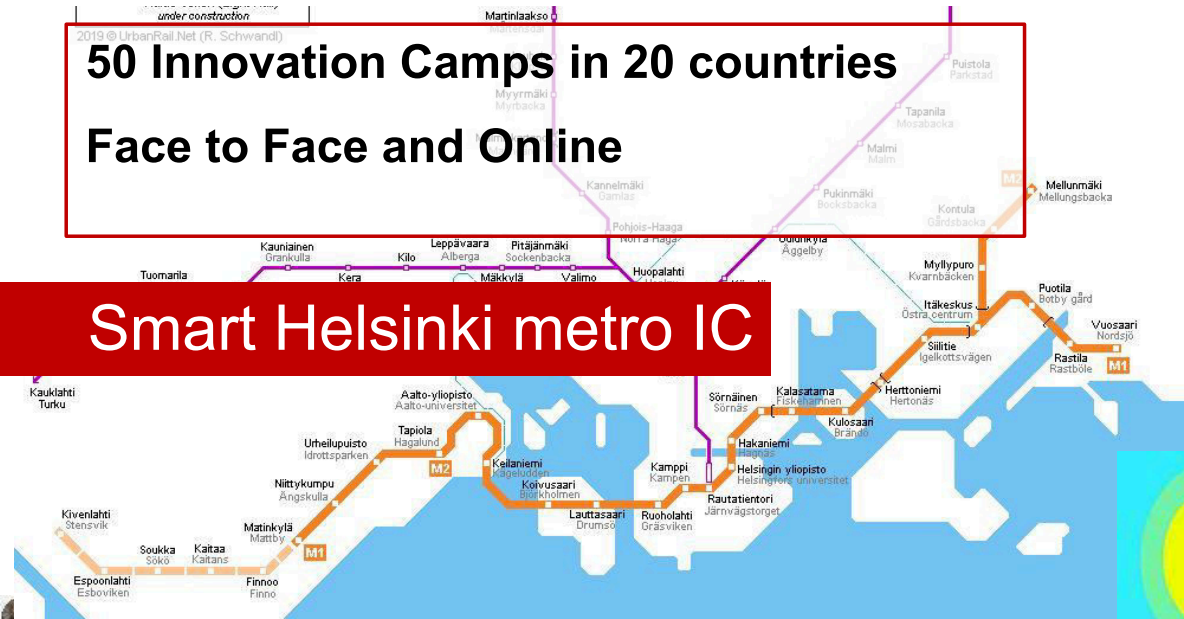 under construction
2019 © UrbanRail.Net (R. Schwandl)
50 Innovation Camps in 20 countries
Face to Face and Online
Smart Helsinki metro IC
Martinlaakso
Mårtensdal
Myyrmäki
Myrbacka
Kannelmäki
Gamlas
Pohjois-Haaga
Norra Haga
Huopalahti
Puistola
Parkstad
Tapanila
Mosabacka
Malmi
Malm
Pukinmäki
Bocksbacka
Oulunkylä
Åggelby
M2
Mellunmäki
Mellungsbacka
Kontula
Gårdsbacka
Myllypuro
Kvarnbäcken
Itäkeskus
Östra centrum
Puotila
Botby gård
Vuosaari
Nordsjö
Rastila
Rastböle
M1
Siilitie
Igelkottsvägen
Herttoniemi
Hertonäs
Kulosaari
Brändö
Kalasatama
Fiskehamnen
Sörnäinen
Sörnäs
Hakaniemi
Hagnäs
Helsingin yliopisto
Helsingfors universitet
Rautatientori
Järnvägstorget
Kamppi
Kampen
Ruoholahti
Gräsviken
Lauttasaari
Drumsö
Koivusaari
Björkholmen
Keilaniemi
Kägeludden
Aalto-yliopisto
Aalto-universitet
Tapiola
Hagalund
M2
Urheilupuisto
Idrottsparken
Niittykumpu
Ängskulla
Matinkylä
Mattby
M1
Finnoo
Finno
Kaitaa
Kaitans
Soukka
Sökö
Espoonlahti
Esboviken
Kivenlahti
Stensvik
Kauklahti
Turku
Tuomarila
Kauniainen
Grankulla
Kera
Kilo
Leppävaara
Alberga
Mäkkylä
Pitäjänmäki
Sockenbacka
Valimo